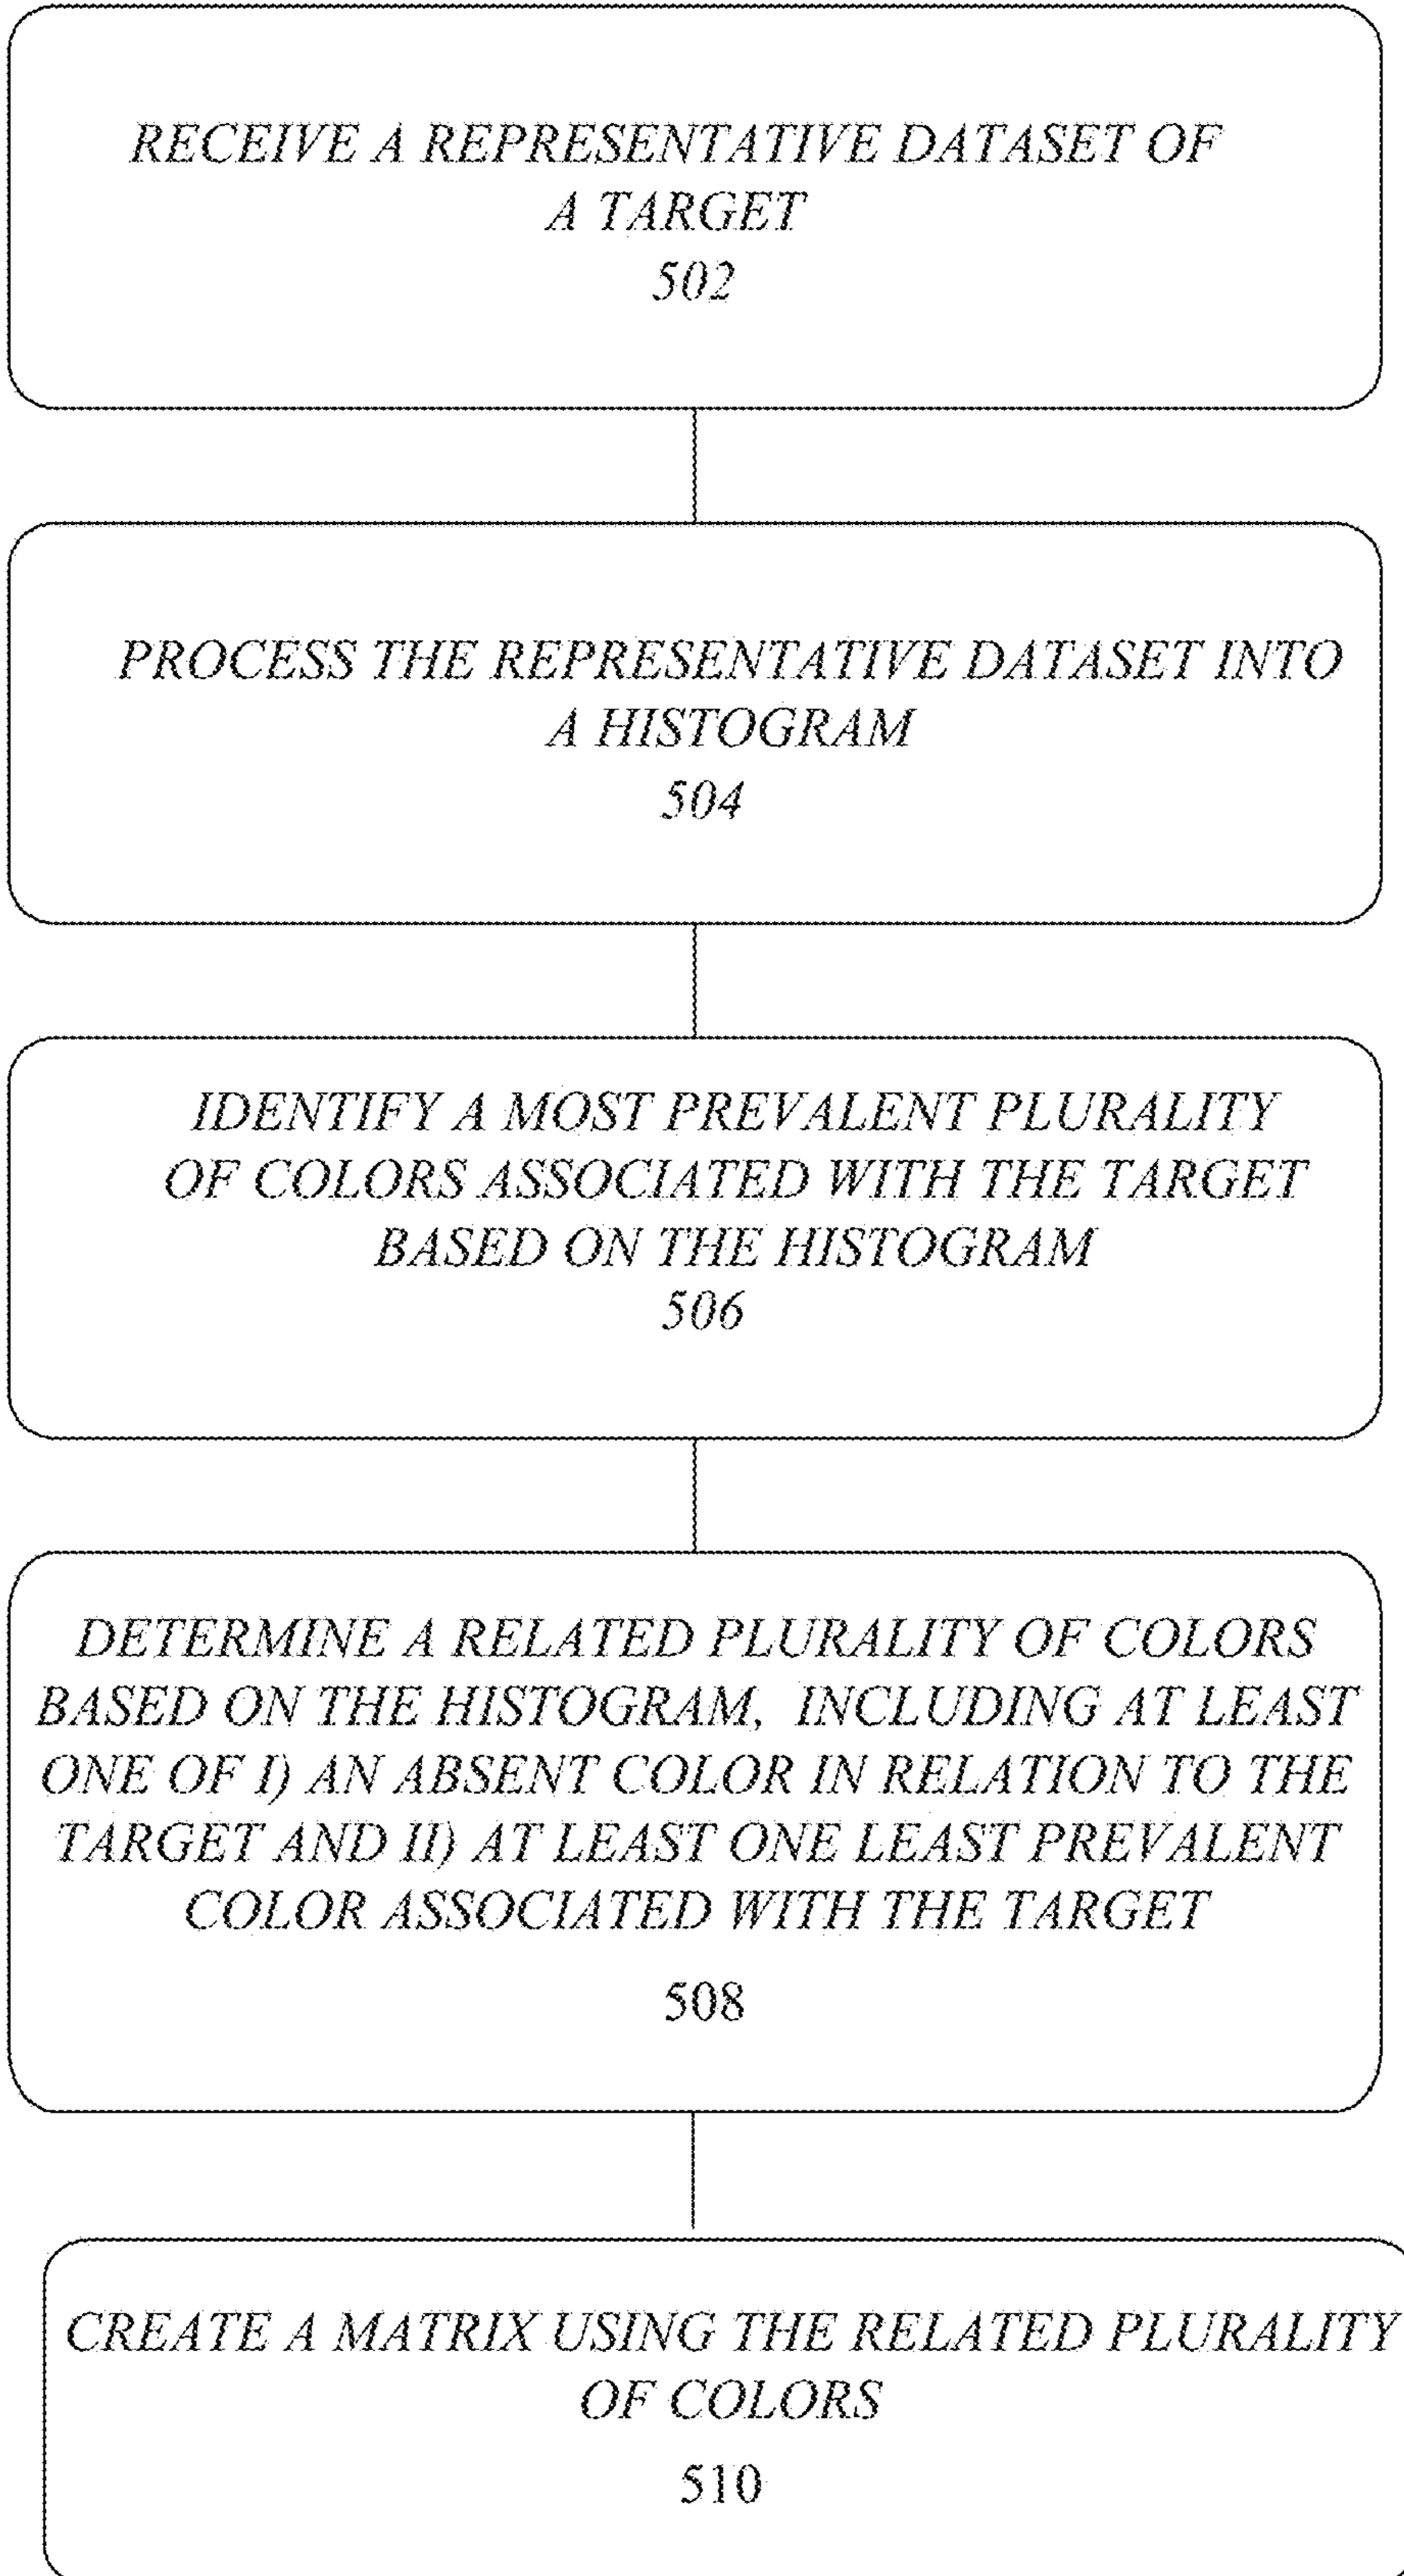 RECEIVE A REPRESENTATIVE DATASET OF
A TARGET
502
PROCESS THE REPRESENTATIVE DATASET INTO
A HISTOGRAM
504
IDENTIFY A MOST PREVALENT PLURALITY
OF COLORS ASSOCIATED WITH THE TARGET
BASED ON THE HISTOGRAM
506
DETERMINE A RELATED PLURALITY OF COLORS
BASED ON THE HISTOGRAM, INCLUDING AT LEAST
ONE OF I) AN ABSENT COLOR IN RELATION TO THE
TARGET AND II) AT LEAST ONE LEAST PREVALENT
COLOR ASSOCIATED WITH THE TARGET
508
CREATE A MATRIX USING THE RELATED PLURALITY
OF COLORS
510